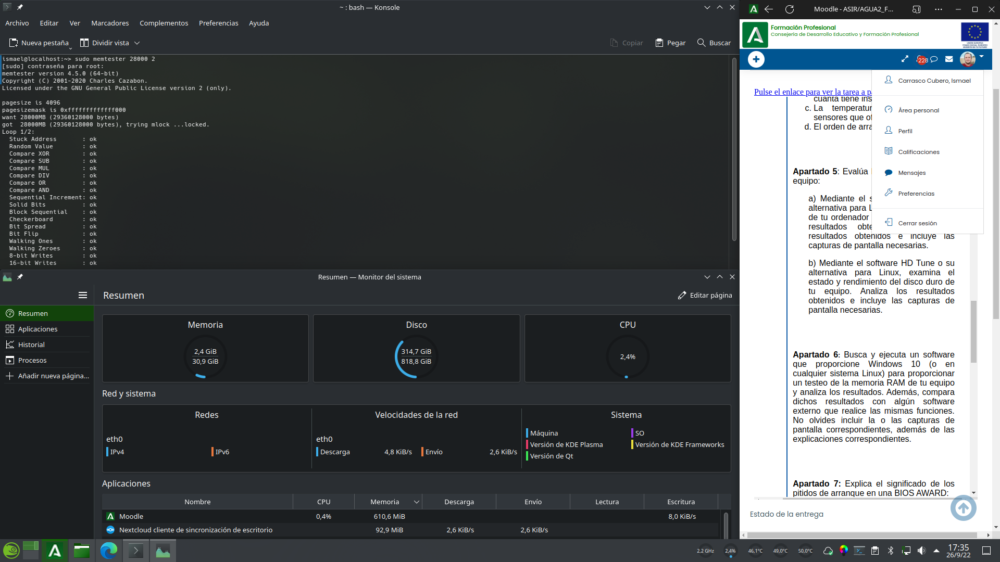 ~ : bash — Konsole
Archivo Editar Ver Marcadores Complementos Preferencias Ayuda
Nueva pestaña Dividir vista Copiar Pegar Buscar
ismael@localhost:~> sudo memtester 28000 2
[sudo] contraseña para root:
memtester version 4.5.0 (64-bit)
Copyright (C) 2001-2020 Charles Cazabon.
Licensed under the GNU General Public License version 2 (only).
pagesize is 4096
pagesizemask is 0xfffffffffffff000
want 28000MB (29360128000 bytes)
got  28000MB (29360128000 bytes), trying mlock ...locked.
Loop 1/2:
Stuck Address : ok
Random Value : ok
Compare XOR : ok
Compare SUB : ok
Compare MUL : ok
Compare DIV : ok
Compare OR : ok
Compare AND : ok
Sequential Increment: ok
Solid Bits : ok
Block Sequential : ok
Checkerboard : ok
Bit Spread : ok
Bit Flip : ok
Walking Ones : ok
Walking Zeroes : ok
8-bit Writes : ok
16-bit Writes : ok
Resumen — Monitor del sistema
Resumen
Editar página
Resumen
Aplicaciones
Historial
Procesos
Añadir nueva página...
Memoria
2,4 GiB
30,9 GiB
Disco
314,7 GiB
818,8 GiB
CPU
2,4%
Red y sistema
Redes
eth0
IPv4 IPv6
Velocidades de la red
eth0
Descarga 4,8 KiB/s Envío 2,6 KiB/s
Sistema
Máquina SO
Versión de KDE Plasma Versión de KDE Frameworks
Versión de Qt
Aplicaciones
Nombre CPU Memoria Descarga Envío Lectura Escritura
Moodle 0,4% 610,6 MiB 8,0 KiB/s
Nextcloud cliente de sincronización de escritorio 92,9 MiB 2,6 KiB/s 2,6 KiB/s
Moodle - ASIR/AGUA2_F...
Formación Profesional
Consejería de Desarrollo Educativo y Formación Profesional
228
Carrasco Cubero, Ismael
Área personal
Perfil
Calificaciones
Mensajes
Preferencias
Cerrar sesión
Pulse el enlace para ver la tarea a p
cuánta tiene ins
c. La temperatur
sensores que of
d. El orden de arra
Apartado 5: Evalúa
equipo:
a) Mediante el s
alternativa para L
de tu ordenador
resultados obte
resultados obtenidos e incluye las
capturas de pantalla necesarias.
b) Mediante el software HD Tune o su
alternativa para Linux, examina el
estado y rendimiento del disco duro de
tu equipo. Analiza los resultados
obtenidos e incluye las capturas de
pantalla necesarias.
Apartado 6: Busca y ejecuta un software
que proporcione Windows 10 (o en
cualquier sistema Linux) para proporcionar
un testeo de la memoria RAM de tu equipo
y analiza los resultados. Además, compara
dichos resultados con algún software
externo que realice las mismas funciones.
No olvides incluir la o las capturas de
pantalla correspondientes, además de las
explicaciones correspondientes.
Apartado 7: Explica el significado de los
pitidos de arranque en una BIOS AWARD:
Estado de la entrega
2,2 GHz 2,4% 46,1°C 49,0°C 50,0°C
17:35
26/9/22